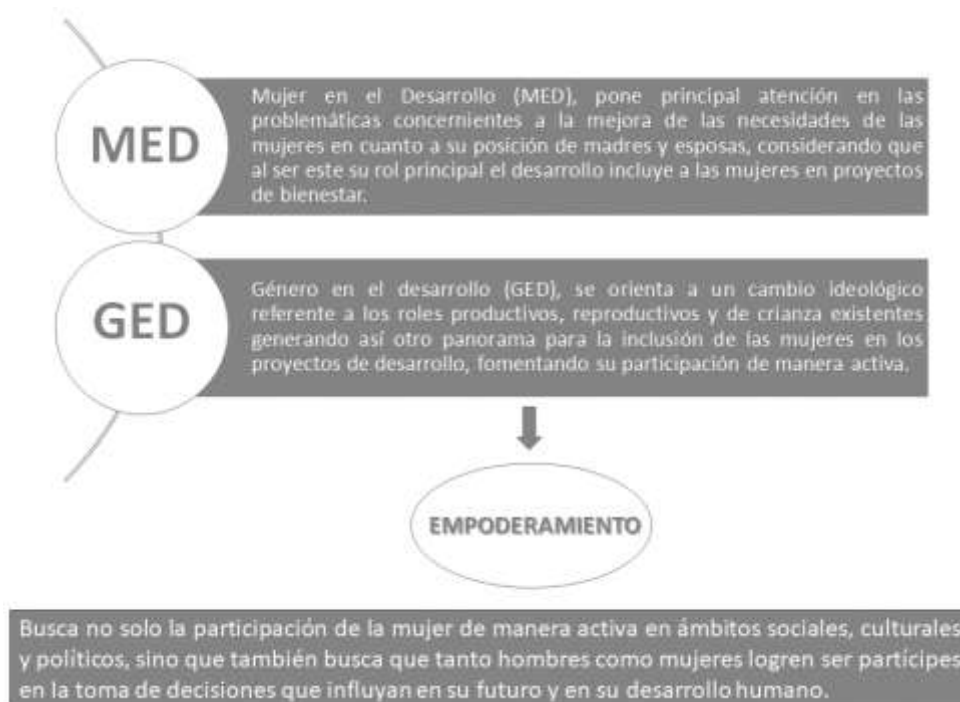 MED
Mujer en el Desarrollo (MED), pone principal atención en las
problemáticas concernientes a la mejora de las necesidades de las
mujeres en cuanto a su posición de madres y esposas, considerando que
al ser este su rol principal el desarrollo incluye a las mujeres en proyectos
de bienestar.
GED
Género en el desarrollo (GED), se orienta a un cambio ideológico
referente a los roles productivos, reproductivos y de crianza existentes
generando así otro panorama para la inclusión de las mujeres en los
proyectos de desarrollo, fomentando su participación de manera activa.
EMPODERAMIENTO
Busca no solo la participación de la mujer de manera activa en ámbitos sociales, culturales
y políticos, sino que también busca que tanto hombres como mujeres logren ser partícipes
en la toma de decisiones que influyan en su futuro y en su desarrollo humano.